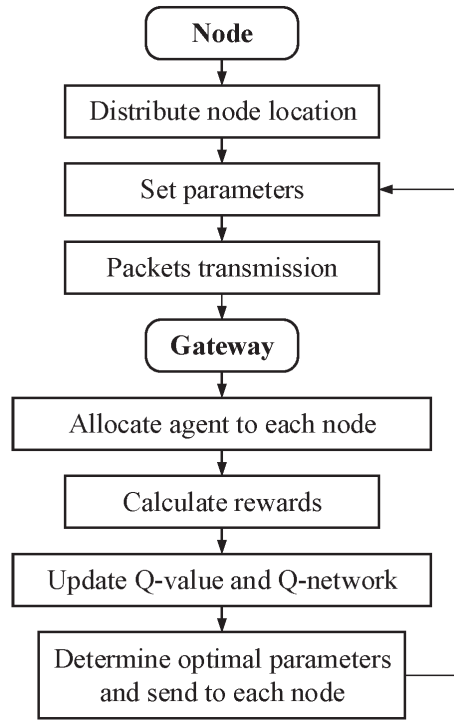 Node
Distribute node location
Set parameters
Packets transmission
Gateway
Allocate agent to each node
Calculate rewards
Update Q-value and Q-network
Determine optimal parameters
and send to each node